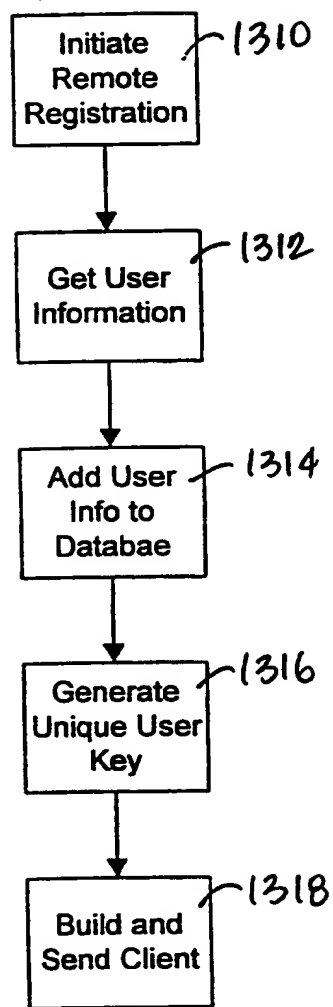 Initiate
Remote
Registration
1310
Get User
Information
1312
Add User
Info to
Databae
1314
Generate
Unique User
Key
1316
Build and
Send Client
1318